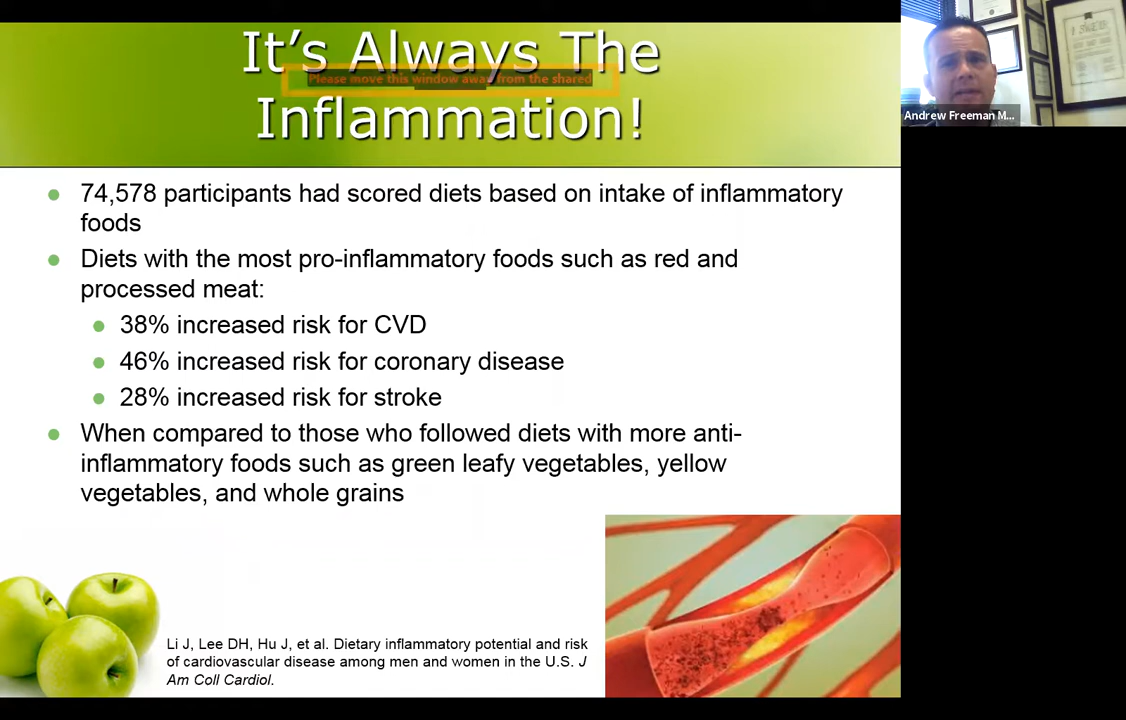 It's Always The
Please move this window away from the shared
Inflammation!
74,578 participants had scored diets based on intake of inflammatory
foods
Diets with the most pro-inflammatory foods such as red and
processed meat:
38% increased risk for CVD
46% increased risk for coronary disease
28% increased risk for stroke
When compared to those who followed diets with more anti-
inflammatory foods such as green leafy vegetables, yellow
vegetables, and whole grains
Li J, Lee DH, Hu J, et al. Dietary inflammatory potential and risk
of cardiovascular disease among men and women in the U.S. J
Am Coll Cardiol.
Andrew Freeman M...